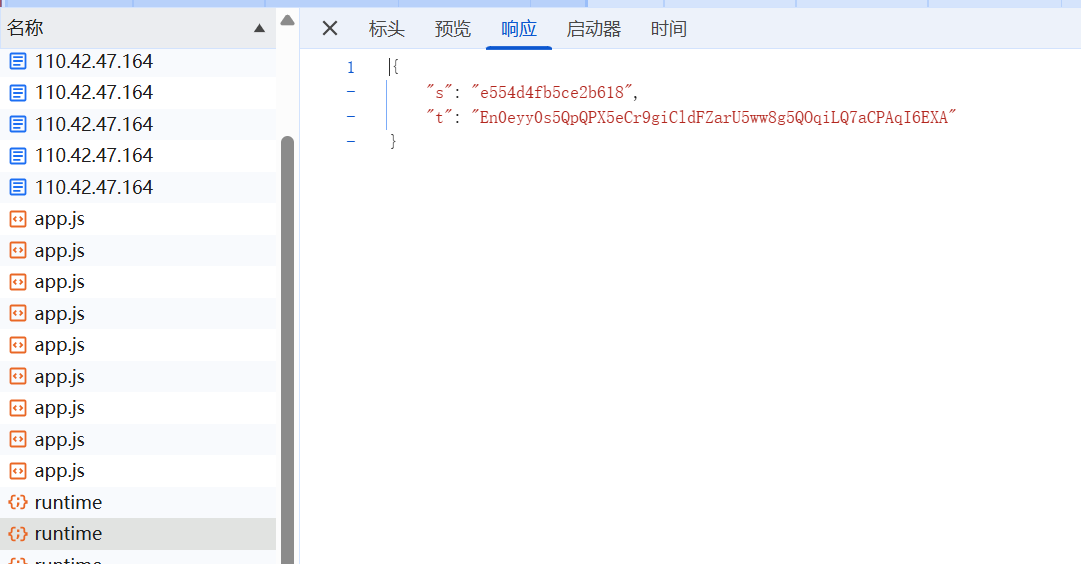 名称
110.42.47.164
110.42.47.164
110.42.47.164
110.42.47.164
110.42.47.164
app.js
app.js
app.js
app.js
app.js
app.js
app.js
app.js
app.js
runtime
runtime
runtime
标头 预览 响应 启动器 时间
1 {
- "s": "e554d4fb5ce2b618",
- "t": "EnOeyyOs5QpQPX5eCr9giCldFZarU5ww8g5QOqiLQ7aCPAqI6EXA"
- }